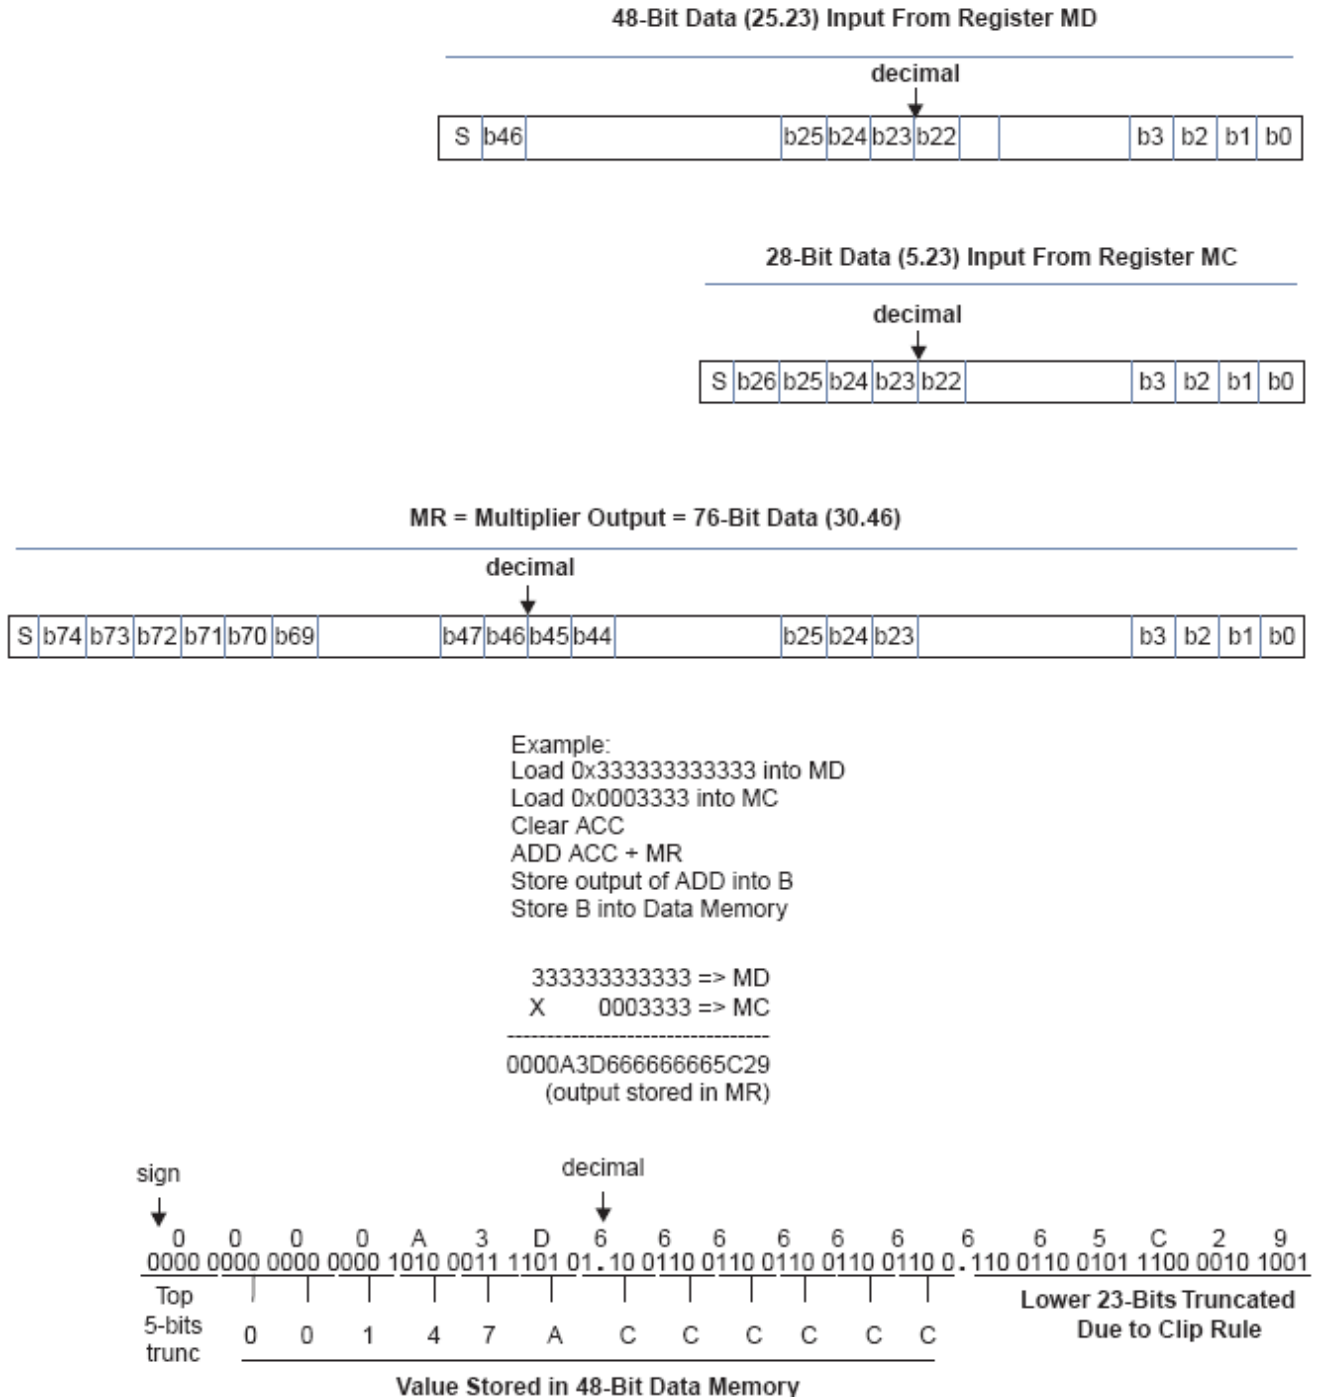 48-Bit Data (25.23) Input From Register MD
decimal
S b46 b25 b24 b23 b22 b3 b2 b1 b0
28-Bit Data (5.23) Input From Register MC
decimal
S b26 b25 b24 b23 b22 b3 b2 b1 b0
MR = Multiplier Output = 76-Bit Data (30.46)
decimal
S b74 b73 b72 b71 b70 b69 b47 b46 b45 b44 b25 b24 b23 b3 b2 b1 b0
Example:
Load 0x333333333333 into MD
Load 0x0003333 into MC
Clear ACC
ADD ACC + MR
Store output of ADD into B
Store B into Data Memory
333333333333 => MD
X 0003333 => MC
--------------------------------
0000A3D666666665C29
(output stored in MR)
sign decimal
0 0 0 0 A 3 D 6 6 6 6 6 6 6 6 5 C 2 9
0000 0000 0000 0000 1010 0011 1101 01.10 0110 0110 0110 0110 0110 0.110 0110 0101 1100 0010 1001
Top
5-bits
trunc
0 0 1 4 7 A C C C C C C
Lower 23-Bits Truncated
Due to Clip Rule
Value Stored in 48-Bit Data Memory